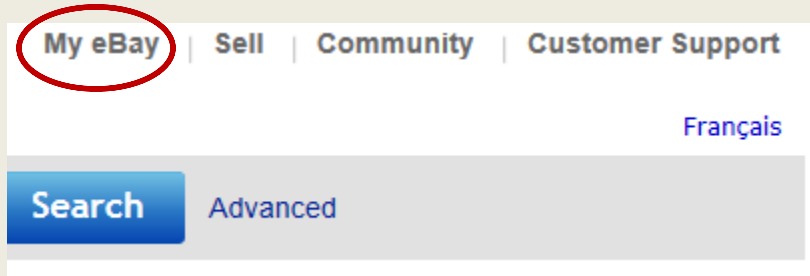 My eBay | Sell | Community | Customer Support
Français
Search Advanced